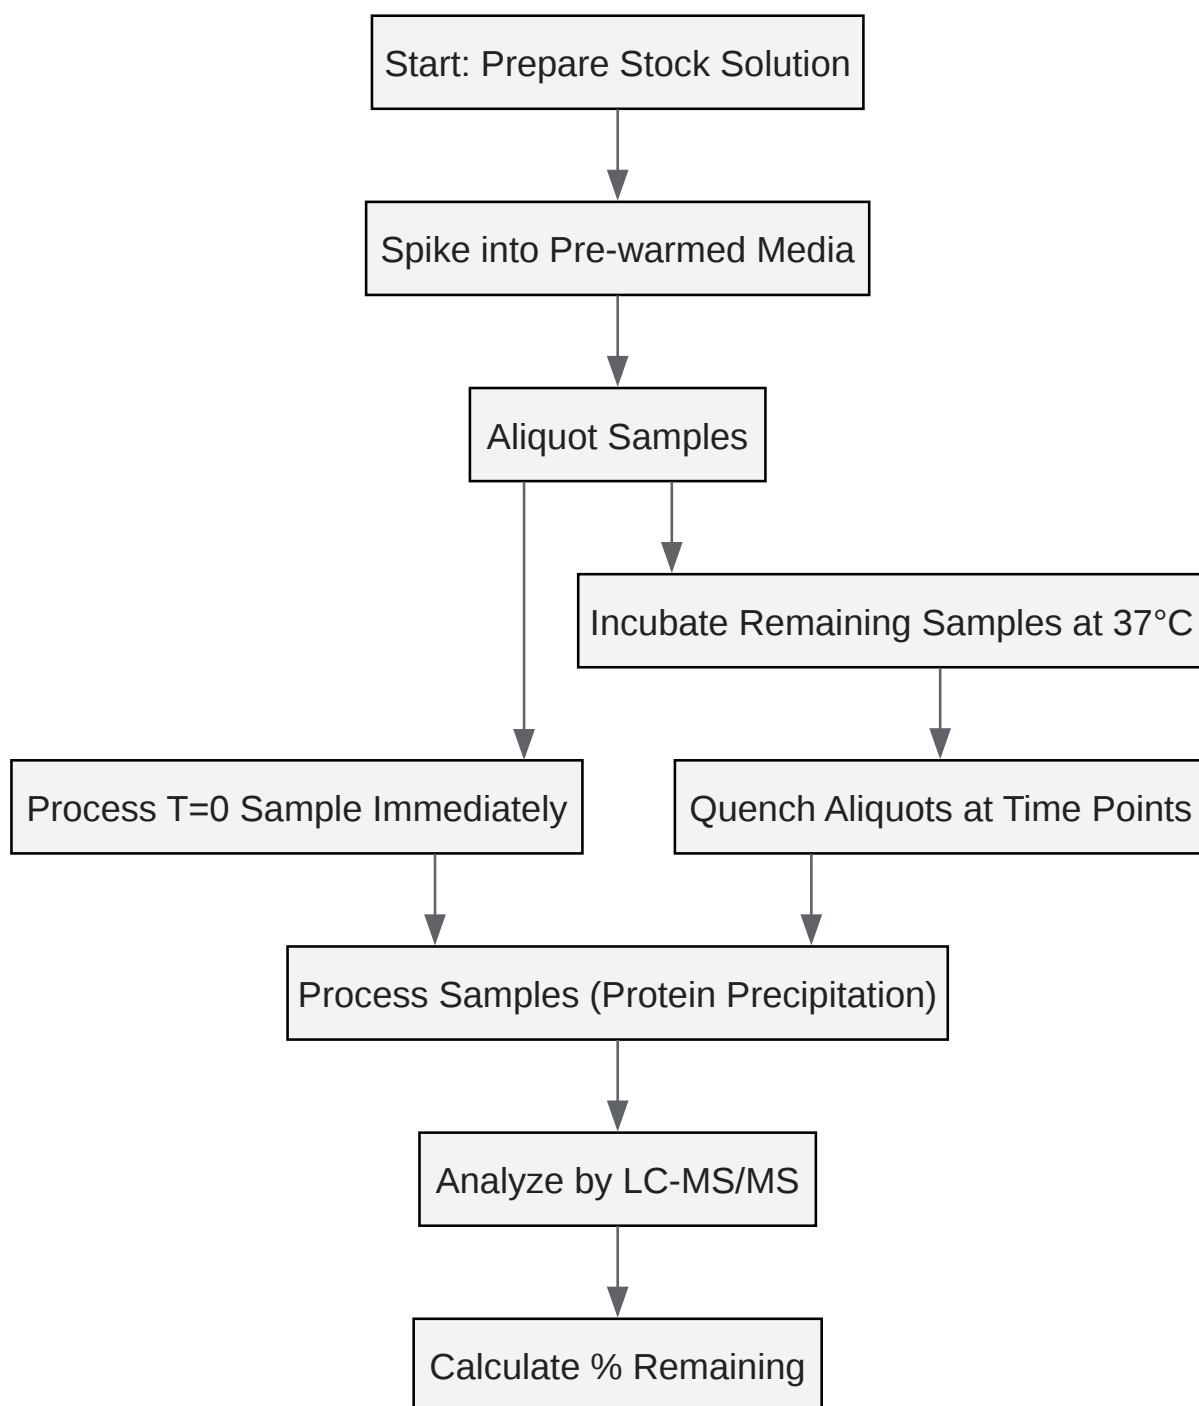 Start: Prepare Stock Solution
Spike into Pre-warmed Media
Aliquot Samples
Incubate Remaining Samples at 37°C
Process T=0 Sample Immediately
Quench Aliquots at Time Points
Process Samples (Protein Precipitation)
Analyze by LC-MS/MS
Calculate % Remaining